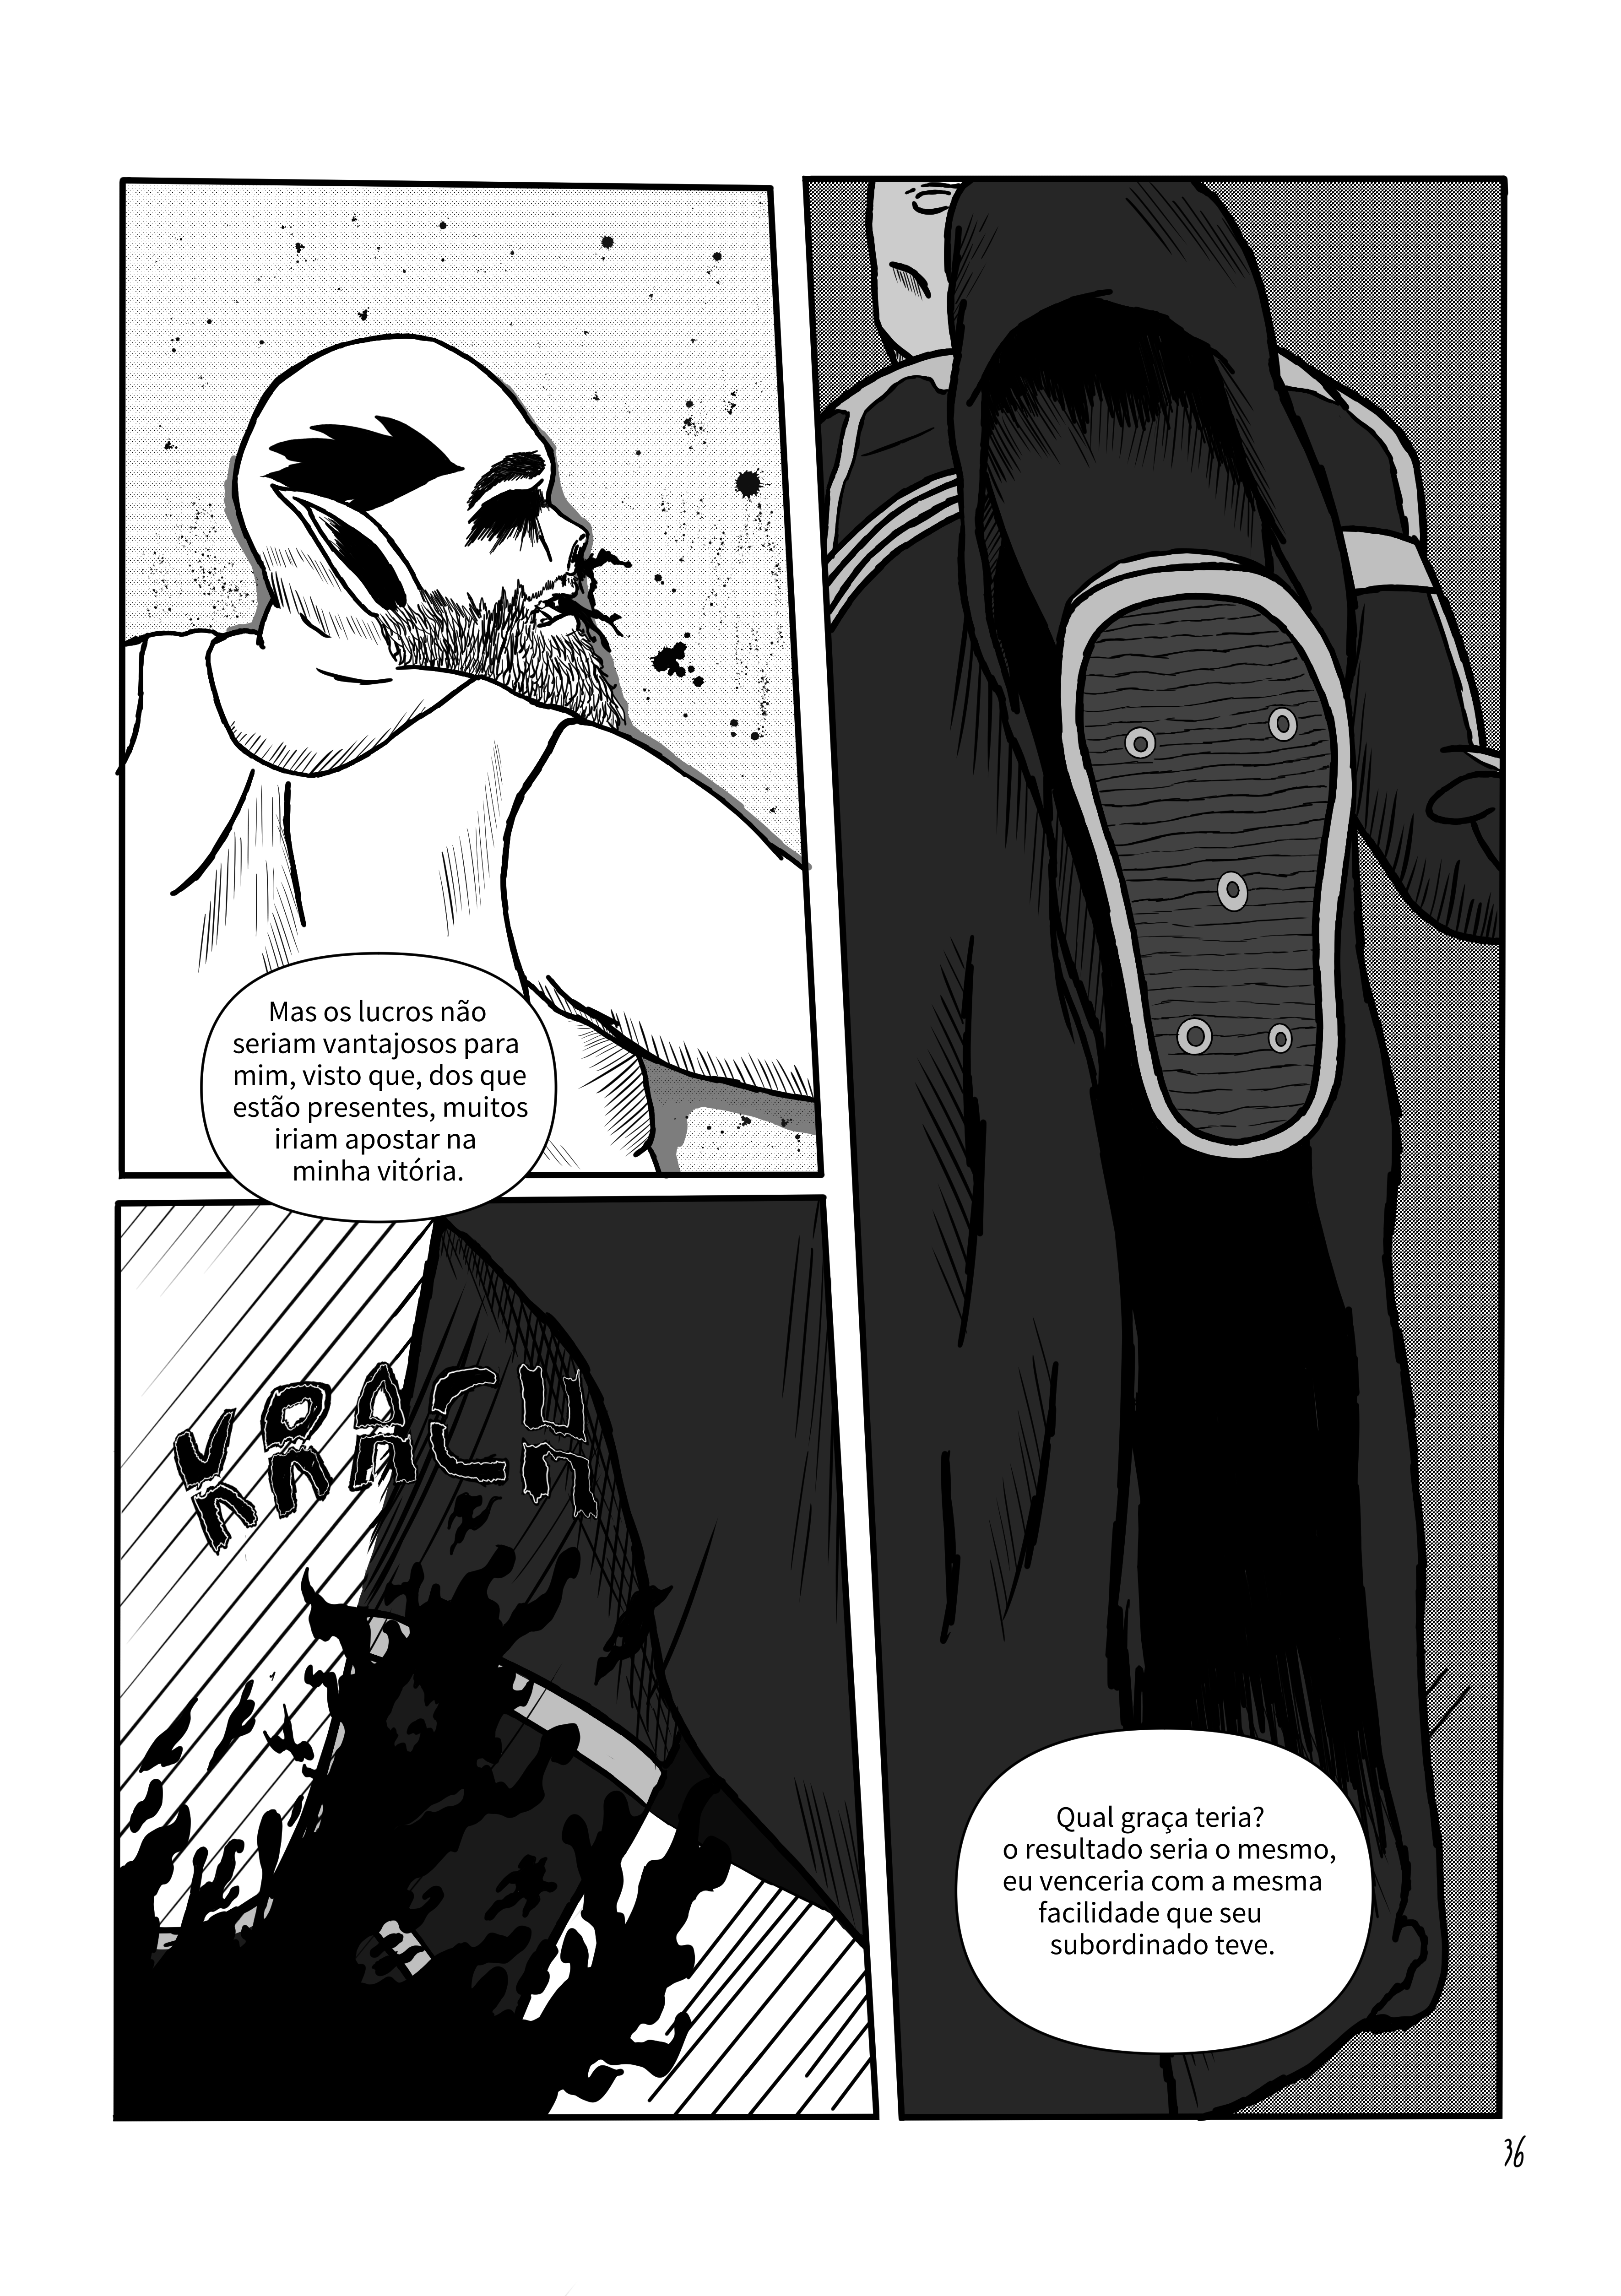 Qual graça teria?
o resultado seria o mesmo,
eu venceria com a mesma
facilidade que seu
subordinado teve.
Mas os lucros não
seriam vantajosos para
mim, visto que, dos que
estão presentes, muitos
iriam apostar na
minha vitória.
KRACH
36